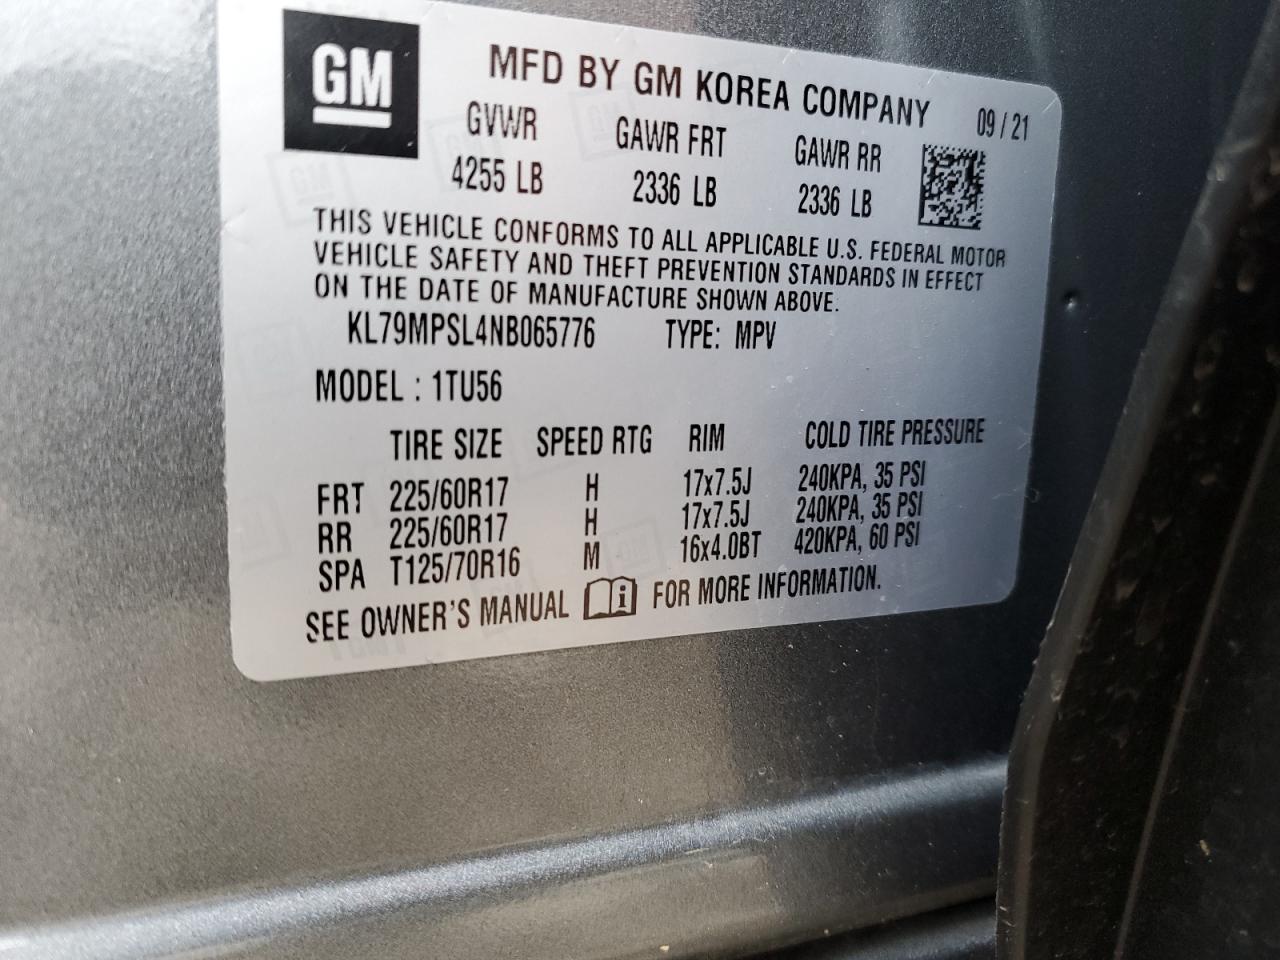 GM
MFD BY GM KOREA COMPANY 09/21
GVWR GAWR FRT GAWR RR
4255 LB 2336 LB 2336 LB
THIS VEHICLE CONFORMS TO ALL APPLICABLE U.S. FEDERAL MOTOR
VEHICLE SAFETY AND THEFT PREVENTION STANDARDS IN EFFECT
ON THE DATE OF MANUFACTURE SHOWN ABOVE.
KL79MPSL4NB065776 TYPE: MPV
MODEL : 1TU56
TIRE SIZE SPEED RTG RIM COLD TIRE PRESSURE
FRT 225/60R17 H 17x7.5J 240KPA, 35 PSI
RR 225/60R17 H 17x7.5J 240KPA, 35 PSI
SPA T125/70R16 M 16x4.0BT 420KPA, 60 PSI
SEE OWNER'S MANUAL FOR MORE INFORMATION.